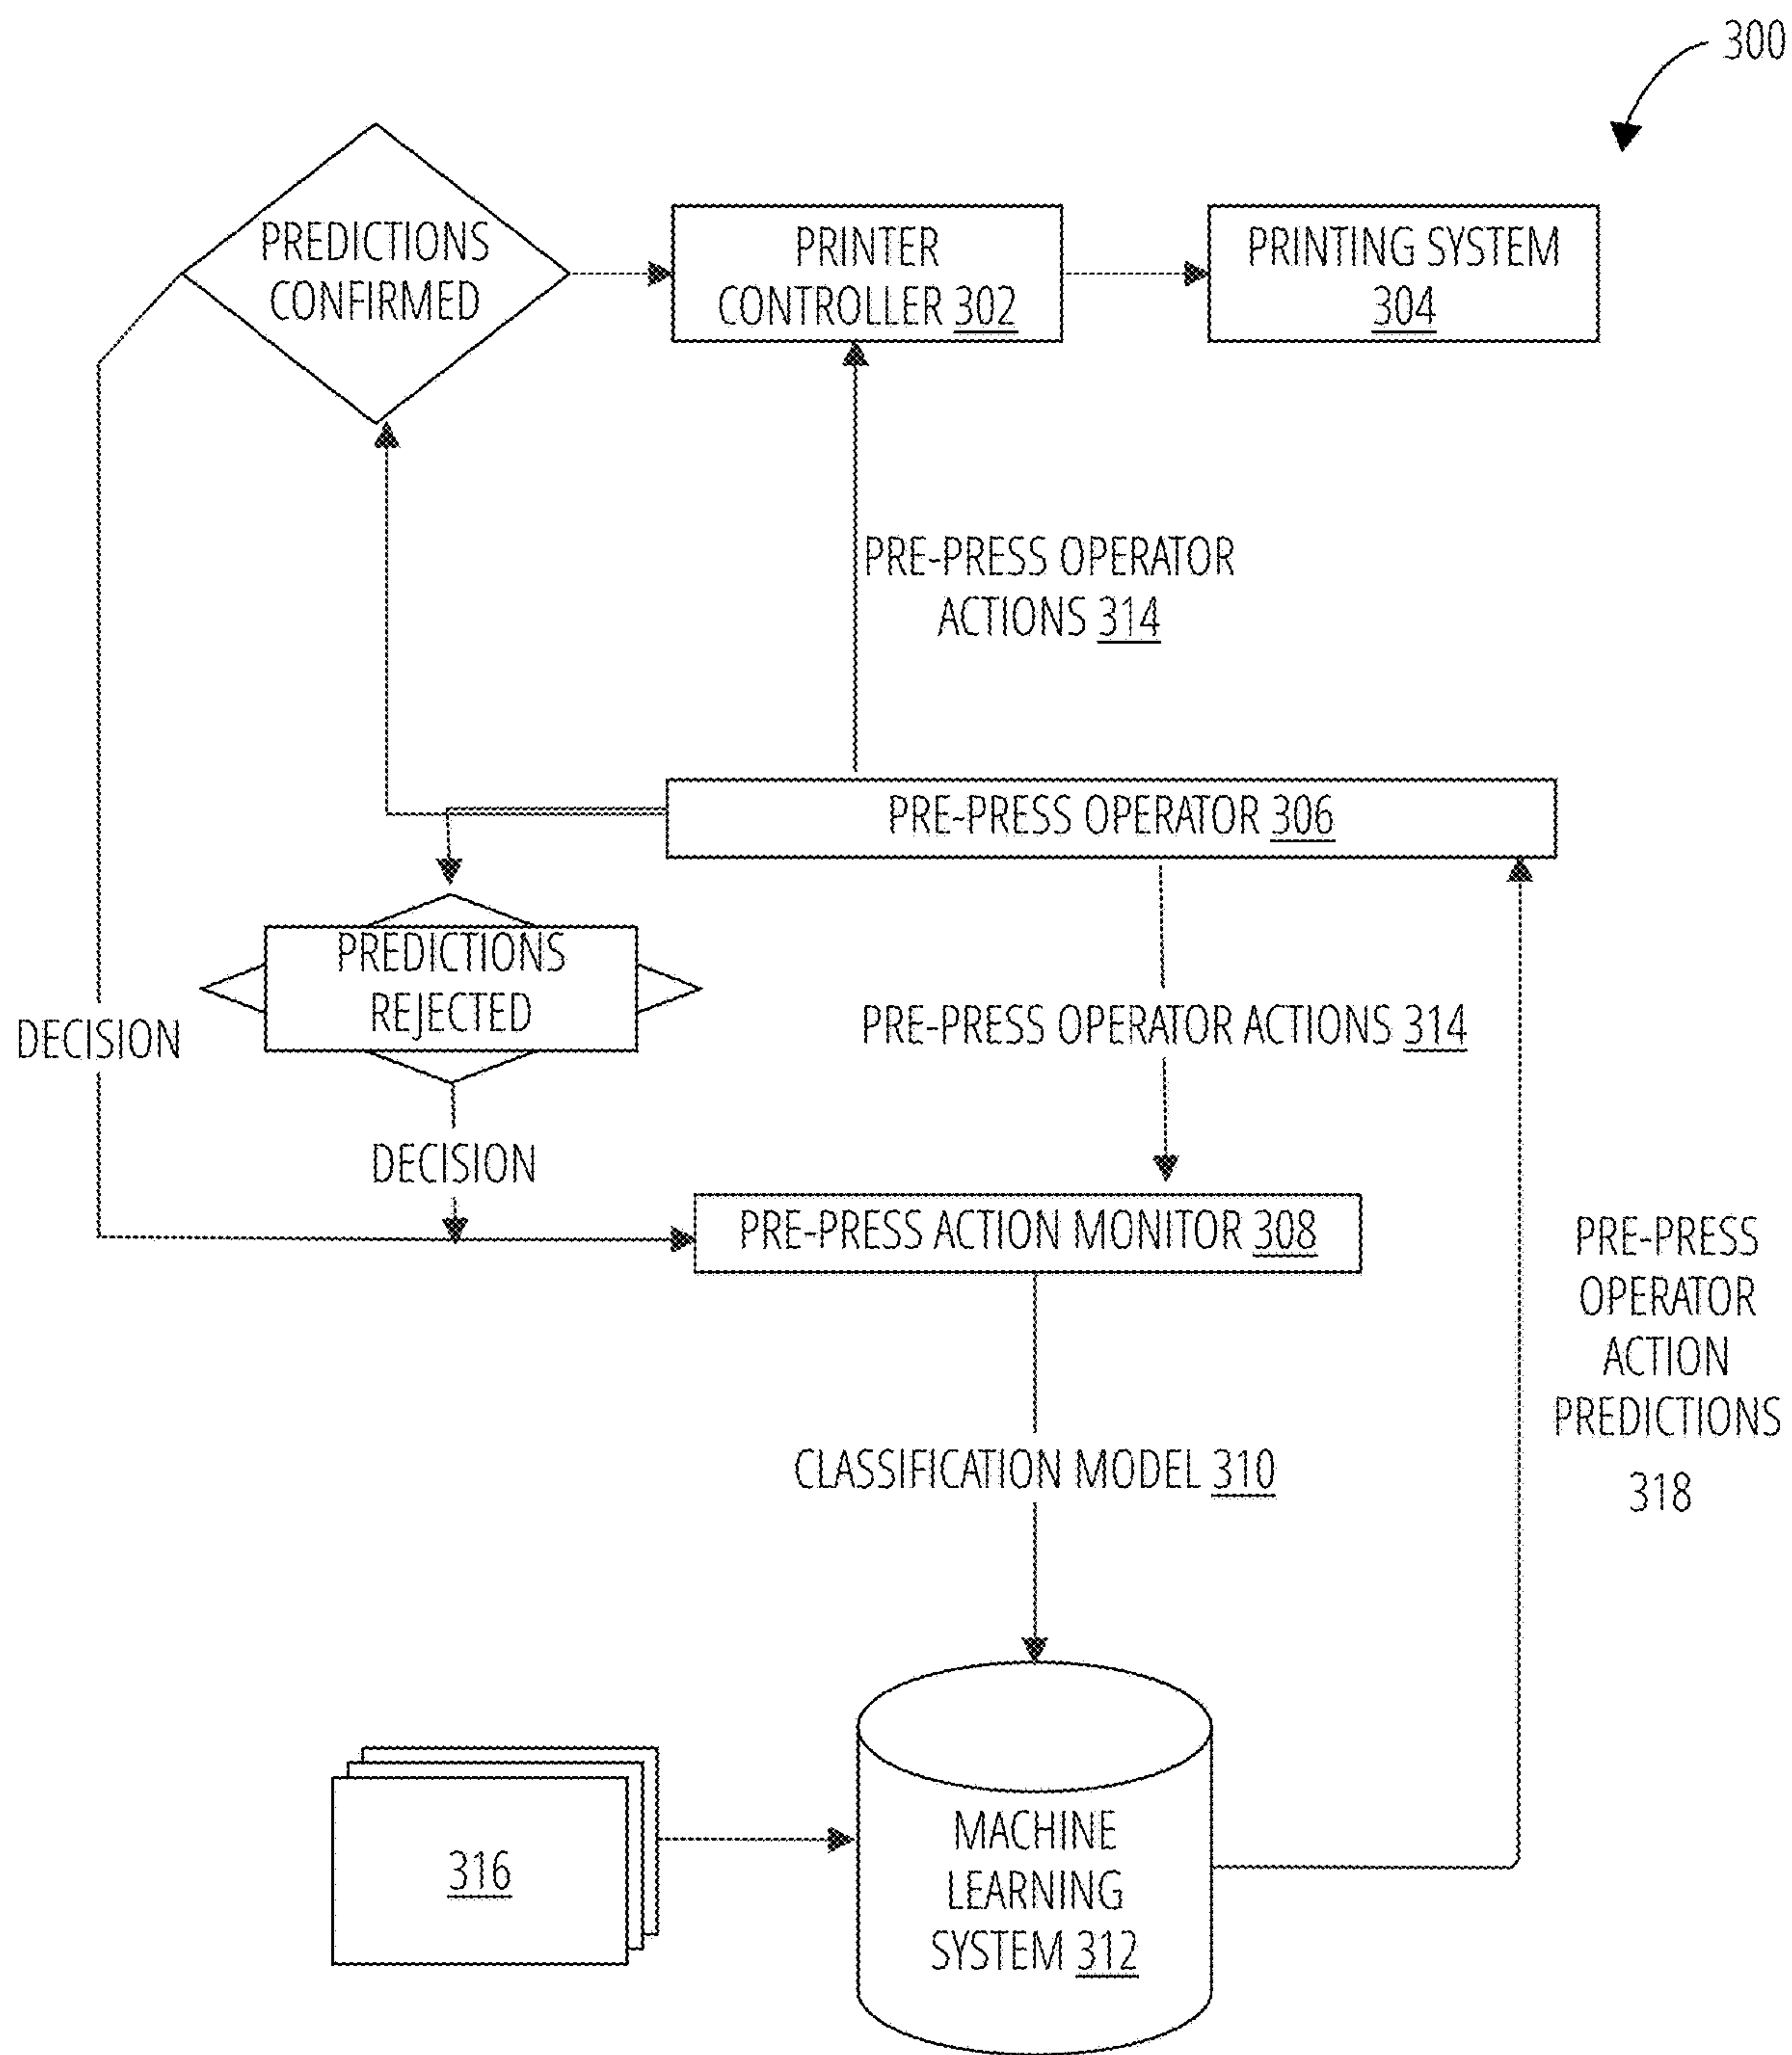 300
PREDICTIONS
CONFIRMED
PRINTER
CONTROLLER 302
PRINTING SYSTEM
304
PRE-PRESS OPERATOR
ACTIONS 314
PRE-PRESS OPERATOR 306
PREDICTIONS
REJECTED
DECISION
PRE-PRESS OPERATOR ACTIONS 314
DECISION
PRE-PRESS ACTION MONITOR 308
PRE-PRESS
OPERATOR
ACTION
PREDICTIONS
318
CLASSIFICATION MODEL 310
316
MACHINE
LEARNING
SYSTEM 312